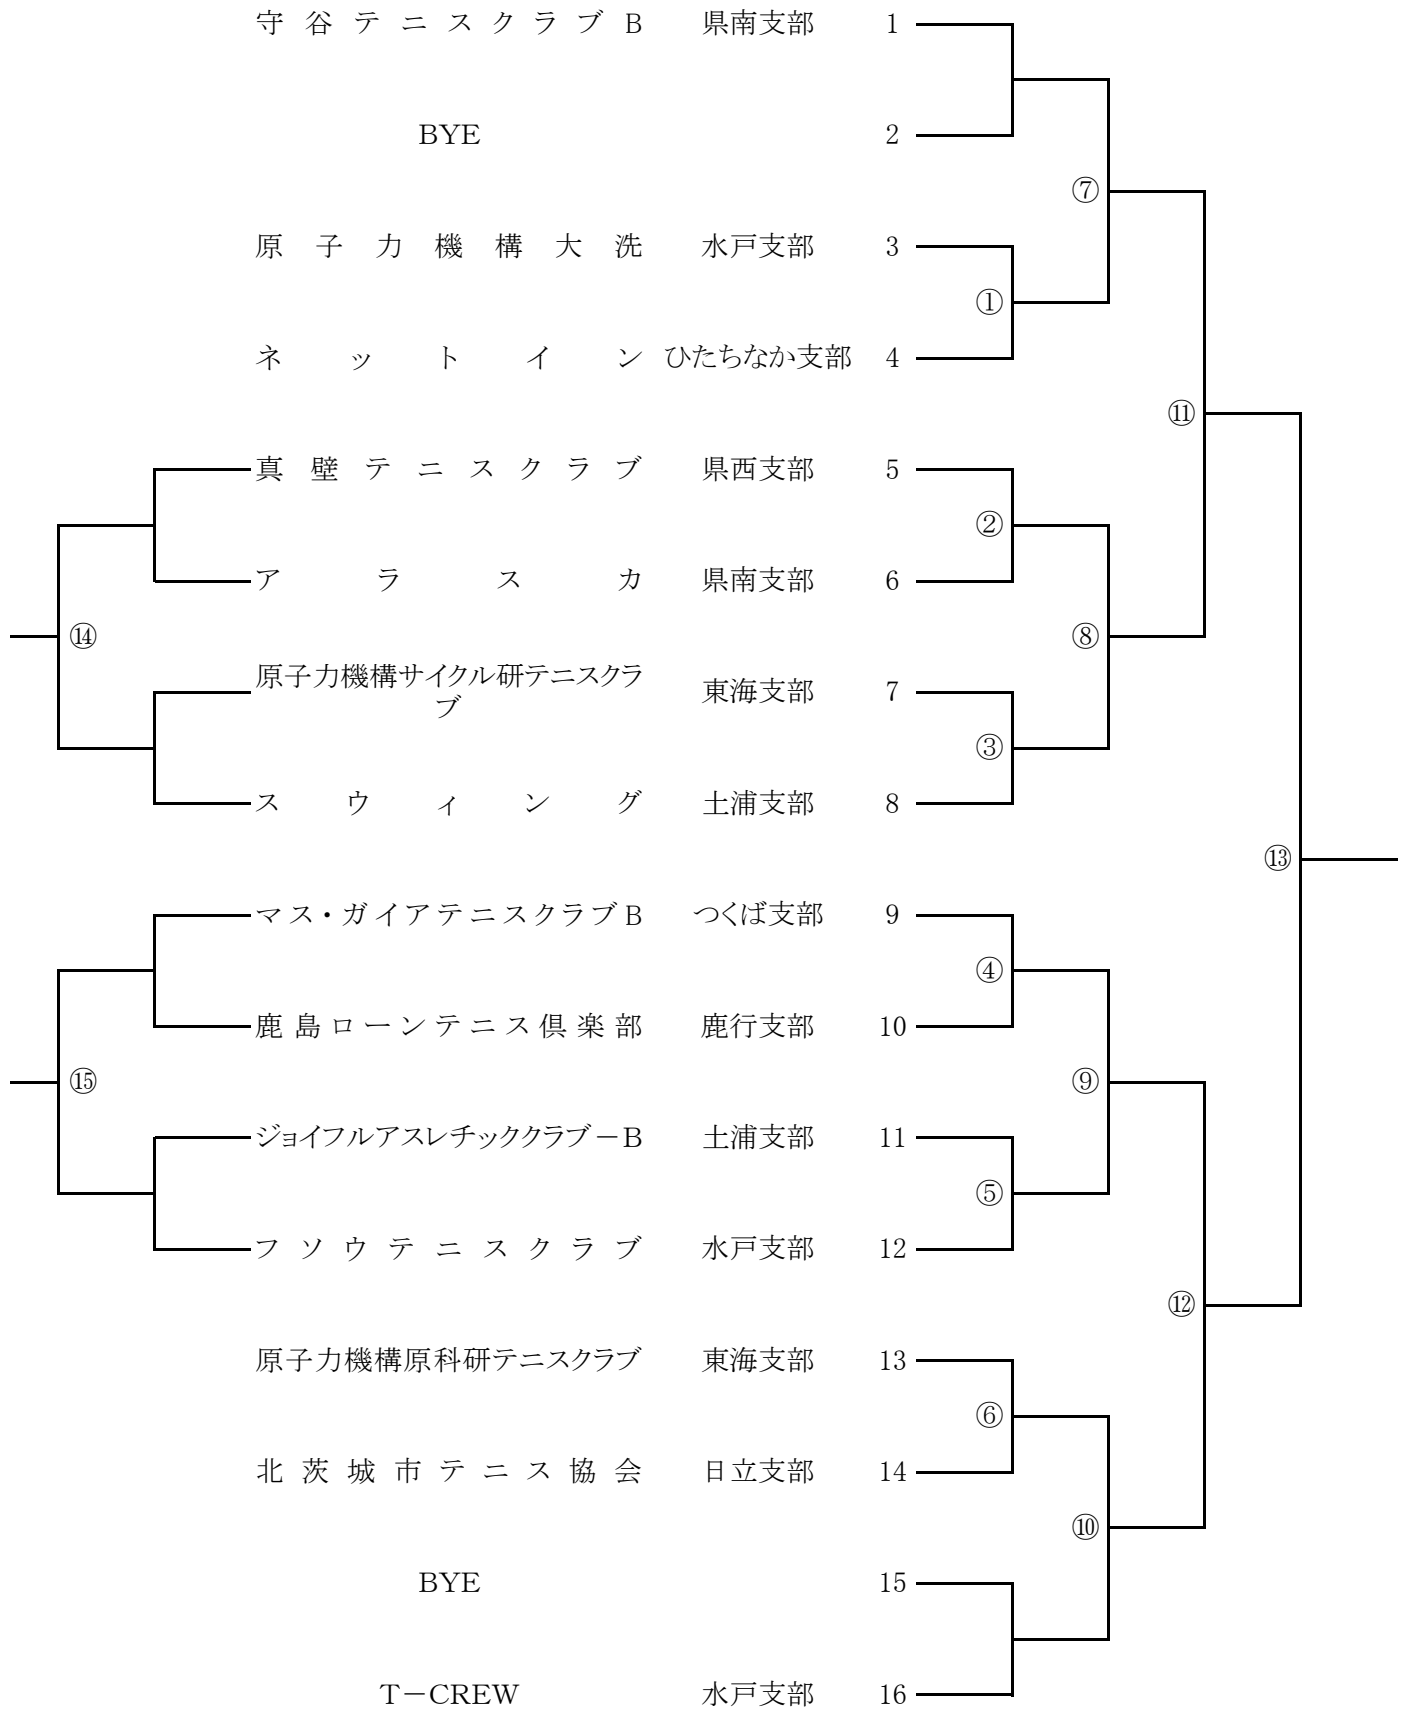 守谷テニスクラブB 県南支部 1
BYE 2
⑦
原子力機構大洗 水戸支部 3
①
ネットイン ひたちなか支部 4
⑪
真壁テニスクラブ 県西支部 5
②
アラスカ 県南支部 6
⑭ ⑧
原子力機構サイクル研テニスクラ
ブ 東海支部 7
③
スウィング 土浦支部 8
⑬
マス・ガイアテニスクラブB つくば支部 9
④
鹿島ローンテニス倶楽部 鹿行支部 10
⑮ ⑨
ジョイフルアスレチッククラブ－B 土浦支部 11
⑤
フソウテニスクラブ 水戸支部 12
⑫
原子力機構原科研テニスクラブ 東海支部 13
⑥
北茨城市テニス協会 日立支部 14
⑩
BYE 15
T－CREW 水戸支部 16